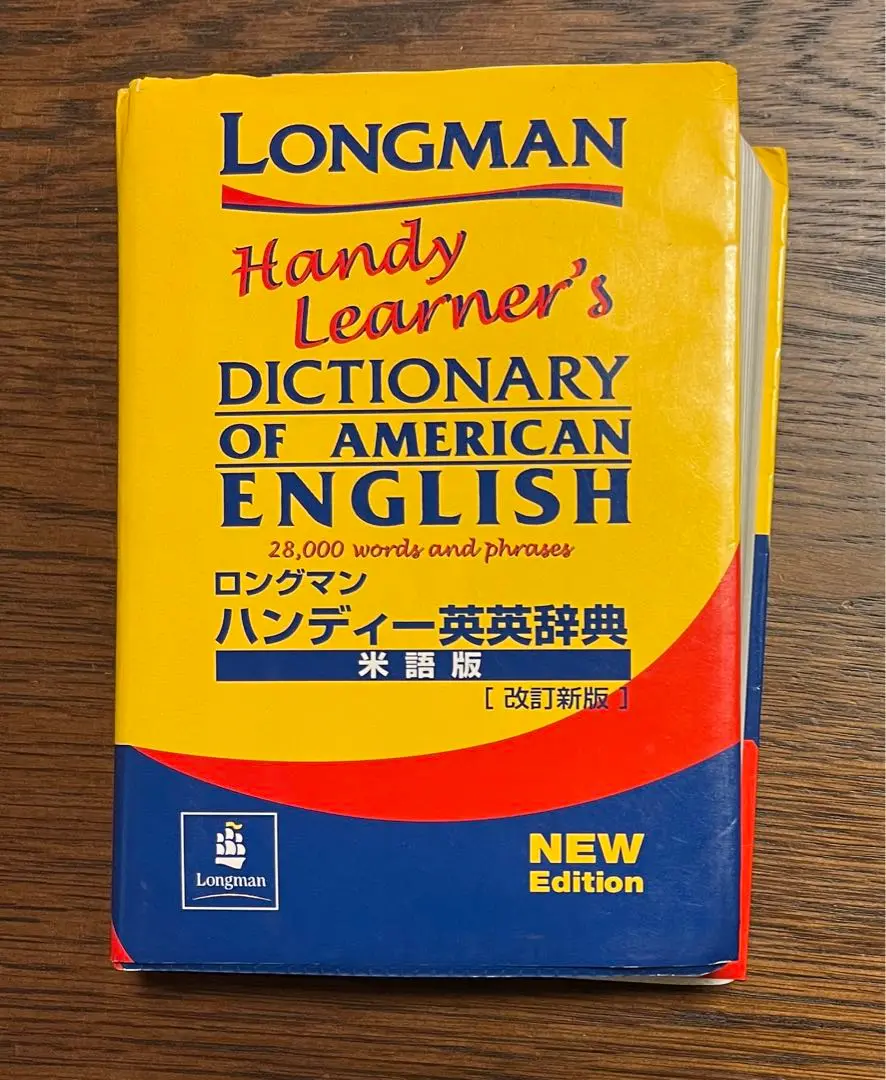 LONGMAN
Handy
Learner's
DICTIONARY
OF AMERICAN
ENGLISH
28,000 words and phrases
ロングマン
ハンディー英英辞典
米語版
[ 改訂新版 ]
NEW
Edition
Longman